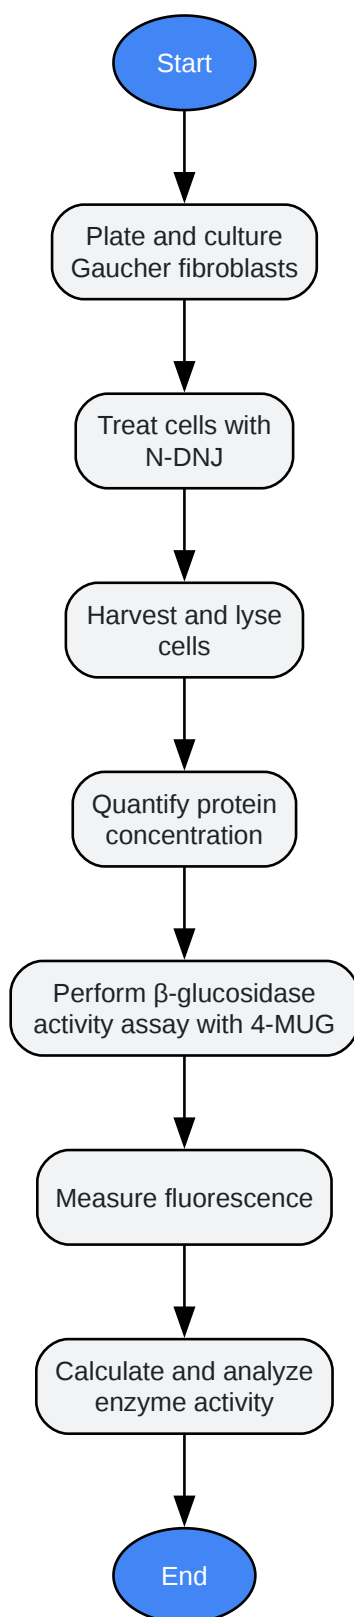 Start
Plate and culture
Gaucher fibroblasts
Treat cells with
N-DNJ
Harvest and lyse
cells
Quantify protein
concentration
Perform β-glucosidase
activity assay with 4-MUG
Measure fluorescence
Calculate and analyze
enzyme activity
End